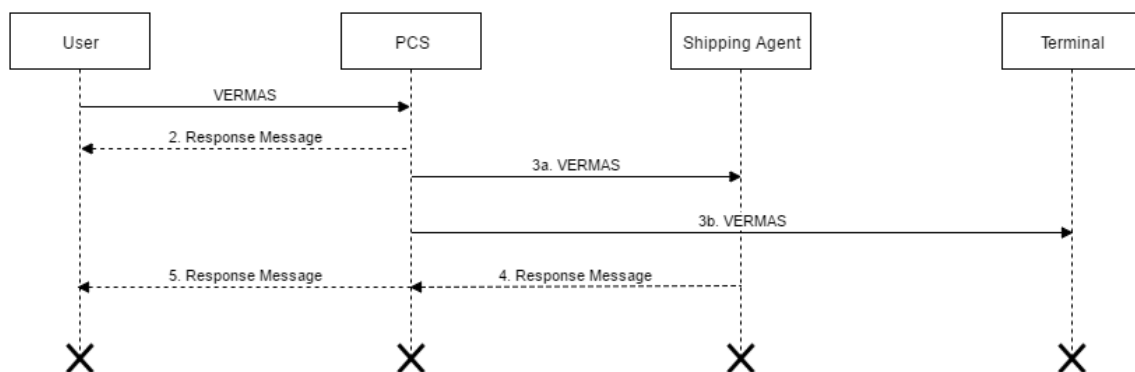 User
PCS
Shipping Agent
Terminal
VERMAS
2. Response Message
3a. VERMAS
3b. VERMAS
5. Response Message
4. Response Message